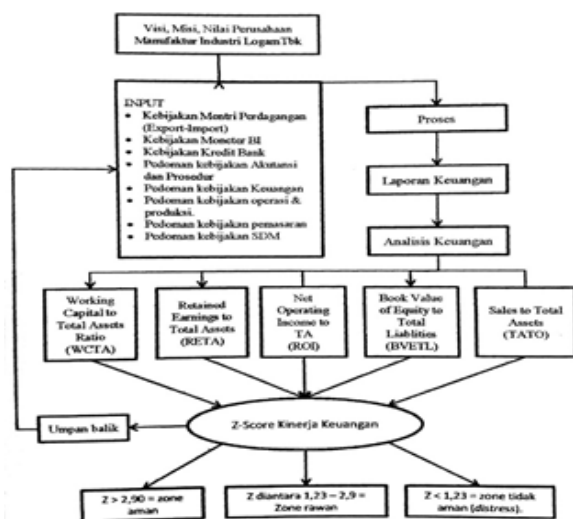 Visi, Misi, Nilai Perusahaan
Manufaktur Industri LogamTbk
INPUT
• Kebijakan Mentri Perdagangan
(Export-Import)
• Kebijakan Moneter BI
• Kebijakan Kredit Bank
• Pedoman kebijakan Akutansi
dan Prosedur
• Pedoman kebijakan Keuangan
• Pedoman kebijakan operasi &
produksi.
• Pedoman kebijakan pemasaran
• Pedoman kebijakan SDM
Proses
Laporan Keuangan
Analisis Keuangan
Working
Capital to
Total Assets
Ratio
(WCTA)
Retained
Earnings to
Total Assets
(RETA)
Net
Operating
Income to
TA
(ROI)
Book Value
of Equity to
Total
Liablities
(BVETL)
Sales to Total
Assets
(TATO)
Umpan balik
Z-Score Kinerja Keuangan
Z > 2,90 = zone
aman
Z diantara 1,23 – 2,9 =
Zone rawan
Z < 1,23 = zone tidak
aman (distress).